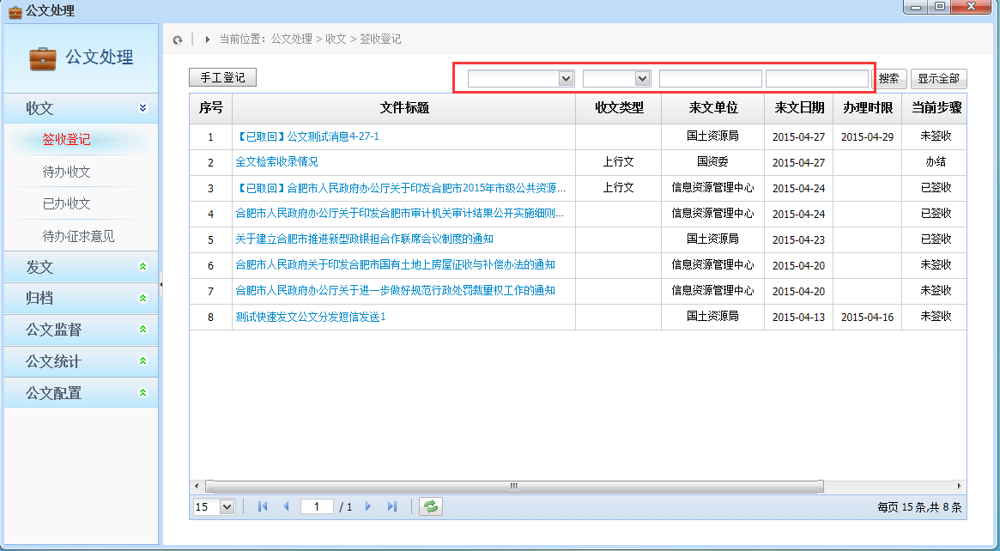 公文处理
公文处理
收文
签收登记
待办收文
已办收文
待办征求意见
发文
归档
公文监督
公文统计
公文配置
当前位置：公文处理 > 收文 > 签收登记
手工登记 搜索 显示全部
序号 文件标题 收文类型 来文单位 来文日期 办理时限 当前步骤
1 【已取回】公文测试消息4-27-1 国土资源局 2015-04-27 2015-04-29 未签收
2 全文检索收录情况 上行文 国资委 2015-04-27 办结
3 【已取回】合肥市人民政府办公厅关于印发合肥市2015年市级公共资源... 上行文 信息资源管理中心 2015-04-24 已签收
4 合肥市人民政府办公厅关于印发合肥市审计机关审计结果公开实施细则... 信息资源管理中心 2015-04-24 已签收
5 关于建立合肥市推进新型政银担合作联席会议制度的通知 国土资源局 2015-04-23 已签收
6 合肥市人民政府关于印发合肥市国有土地上房屋征收与补偿办法的通知 信息资源管理中心 2015-04-20 未签收
7 合肥市人民政府办公厅关于进一步做好规范行政处罚裁量权工作的通知 信息资源管理中心 2015-04-20 未签收
8 测试快速发文公文分发短信发送1 国土资源局 2015-04-13 2015-04-16 未签收
15 1 / 1 每页 15 条,共 8 条